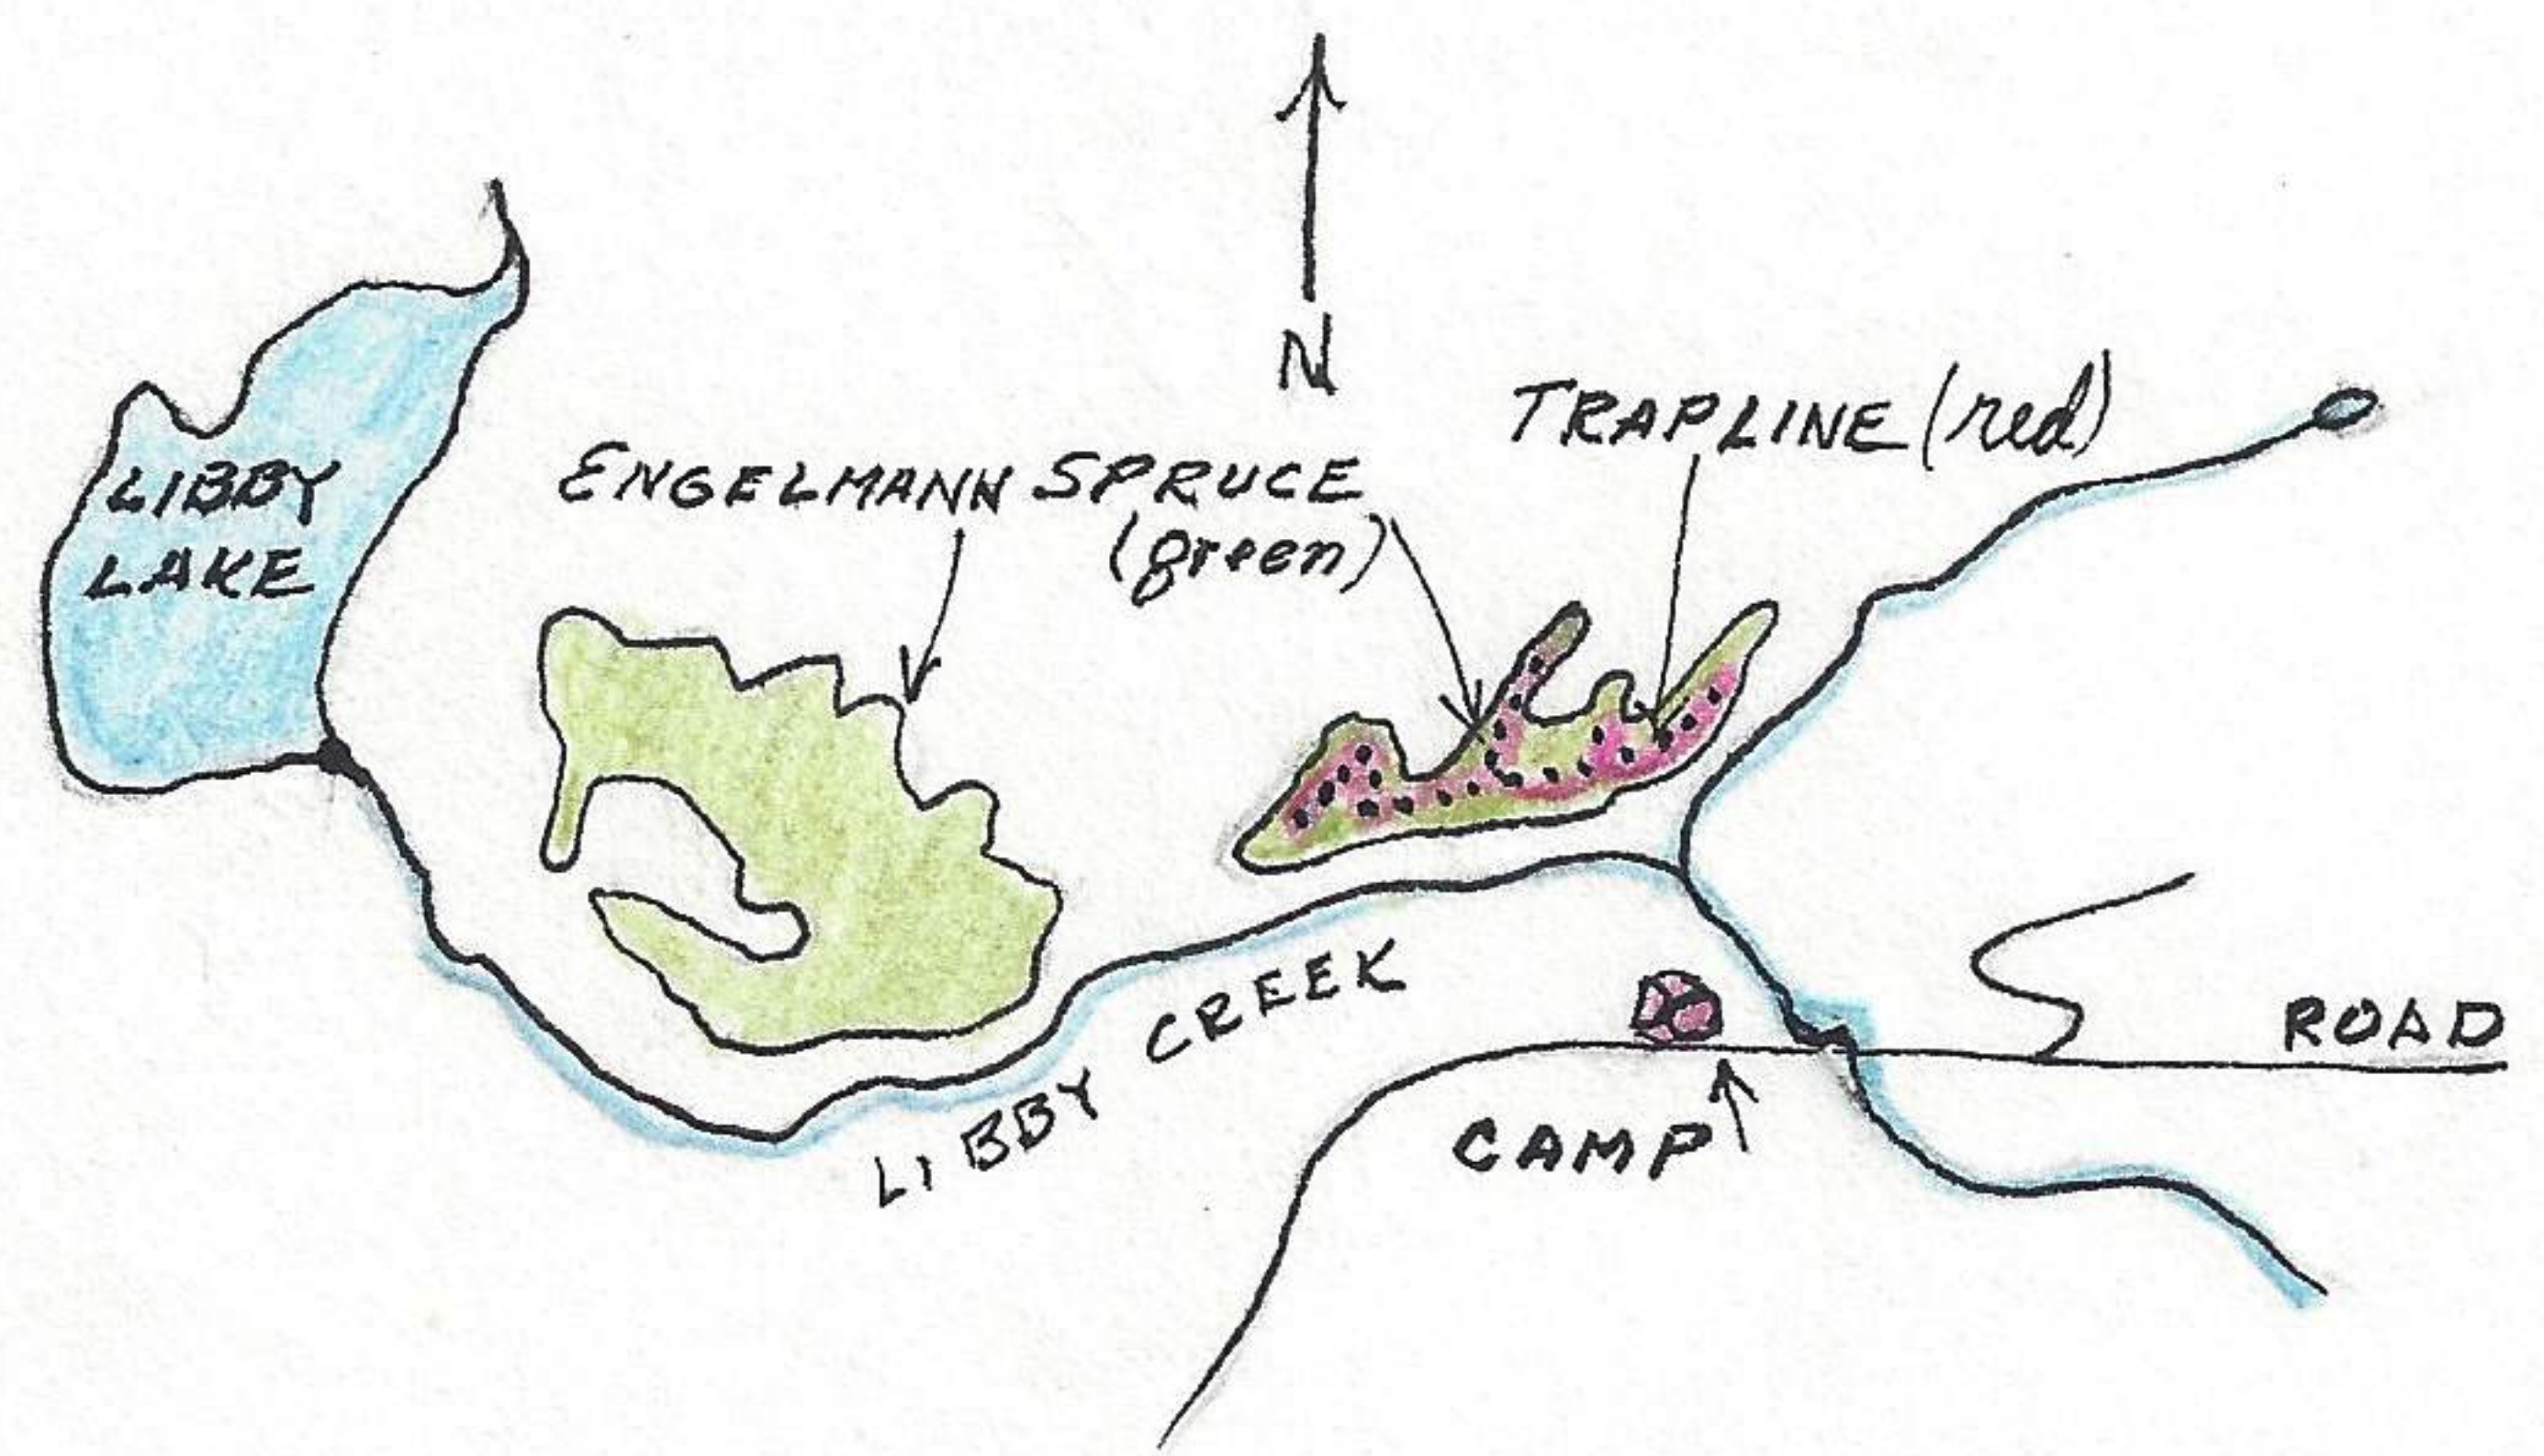 N
TRAPLINE (red)
ENGELMANN SPRUCE
(green)
LIBBY
LAKE
LIBBY CREEK
ROAD
CAMP